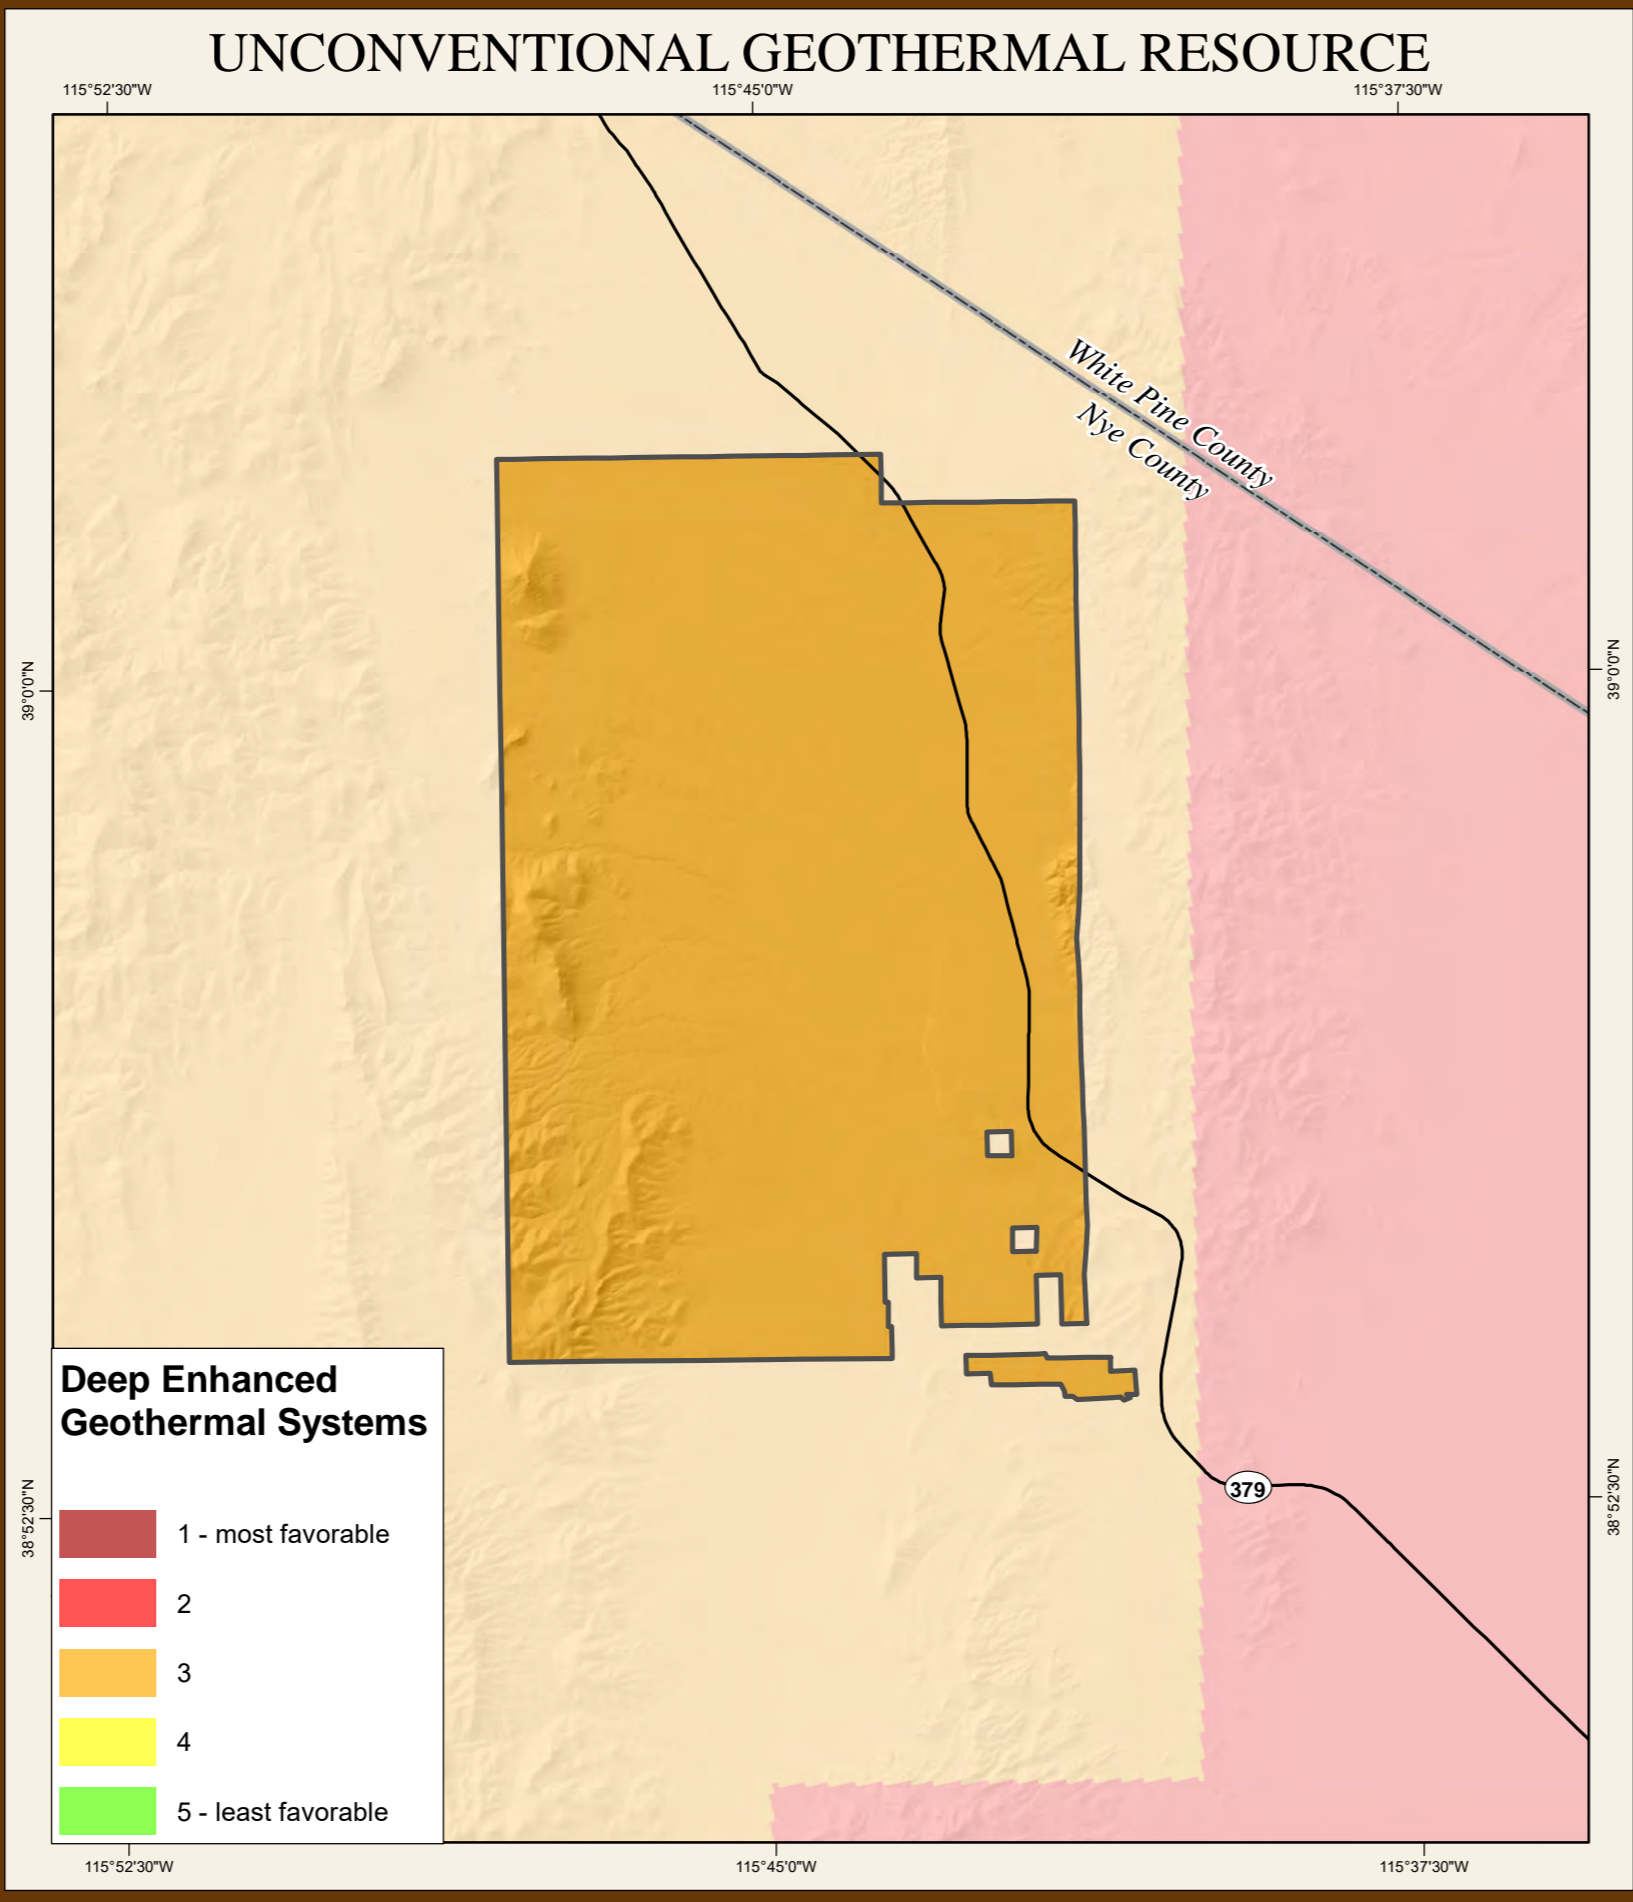 UNCONVENTIONAL GEOTHERMAL RESOURCE
115°52'30"W
115°45'0"W
115°37'30"W
White Pine County
Nye County
39°0'0"N
39°0'0"N
Deep Enhanced
Geothermal Systems
1 - most favorable
2
3
4
5 - least favorable
379
38°52'30"N
38°52'30"N
115°52'30"W
115°45'0"W
115°37'30"W